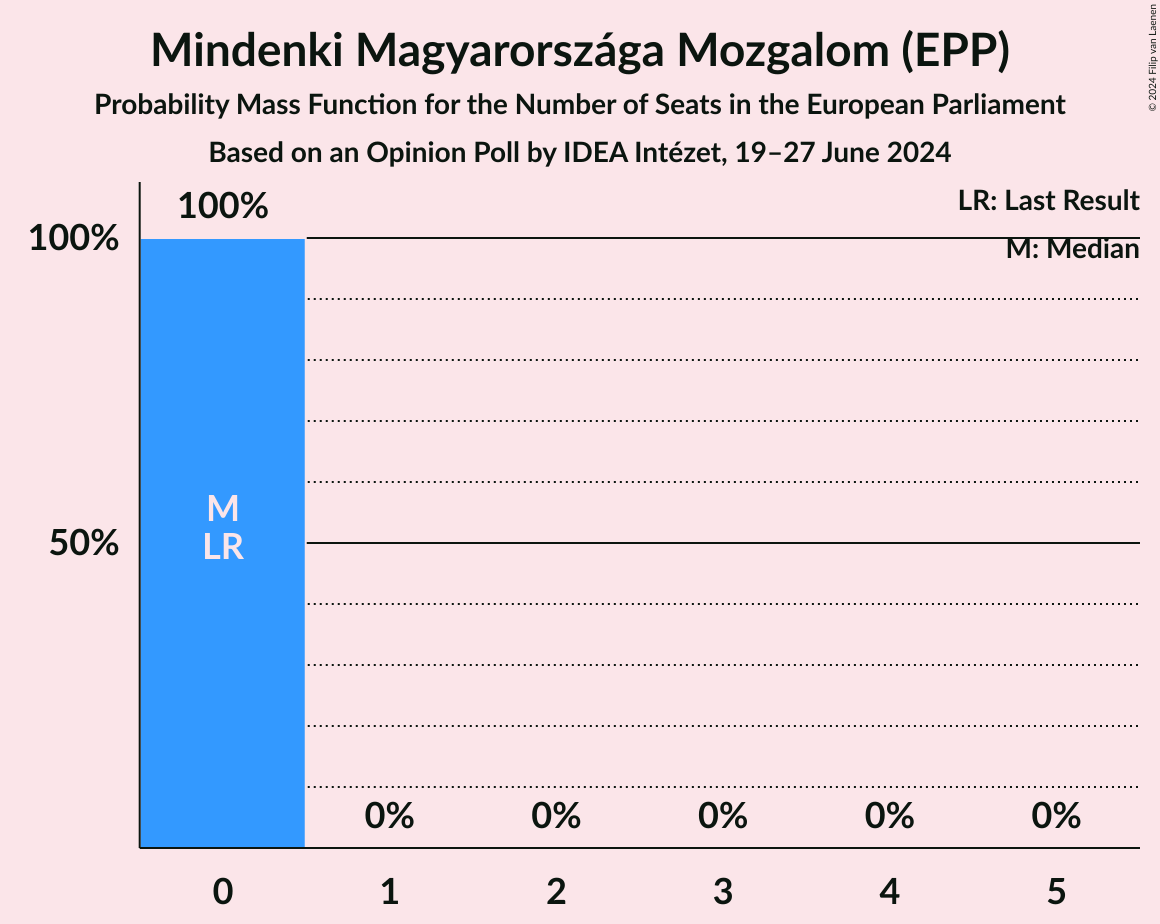 Mindenki Magyarországa Mozgalom (EPP)
Probability Mass Function for the Number of Seats in the European Parliament
Based on an Opinion Poll by IDEA Intézet, 19–27 June 2024
© 2024 Filip van Laenen
LR: Last Result
M: Median
100%
100%
50%
M
LR
0% 0% 0% 0% 0%
0 1 2 3 4 5